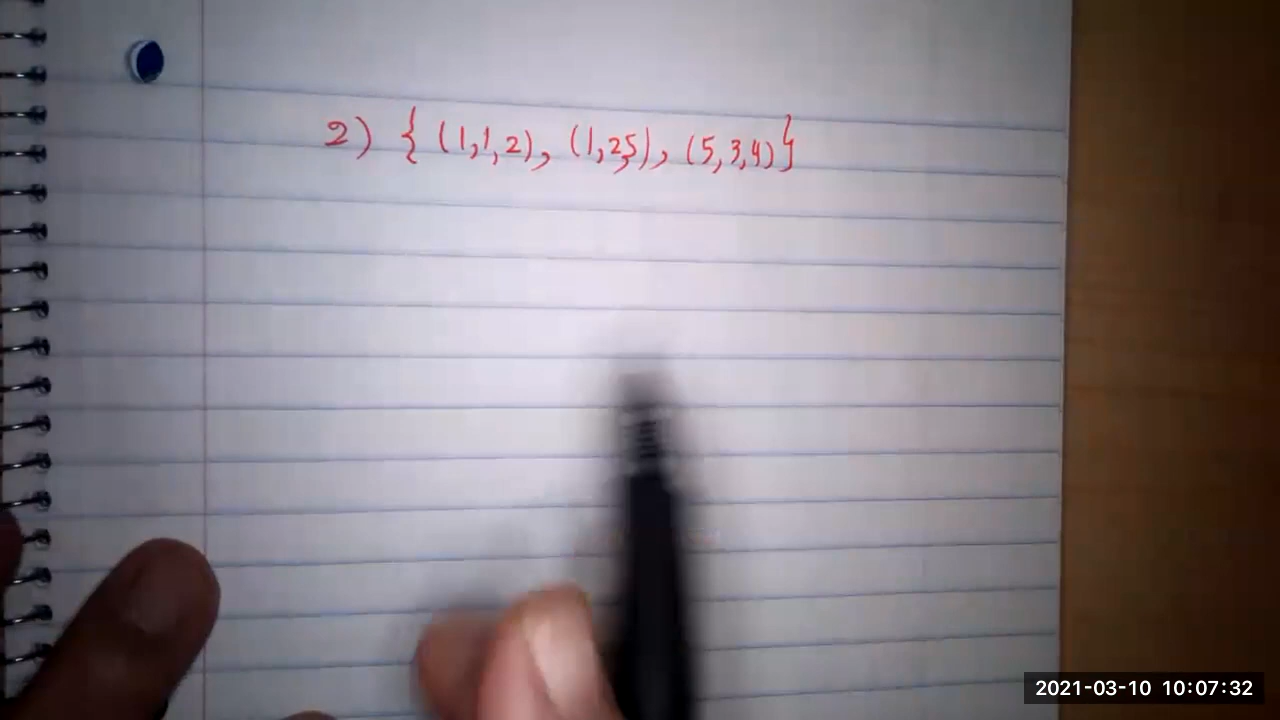 2) { (1,1,2), (1,2,5), (5,3,4)}
2021-03-10 10:07:32